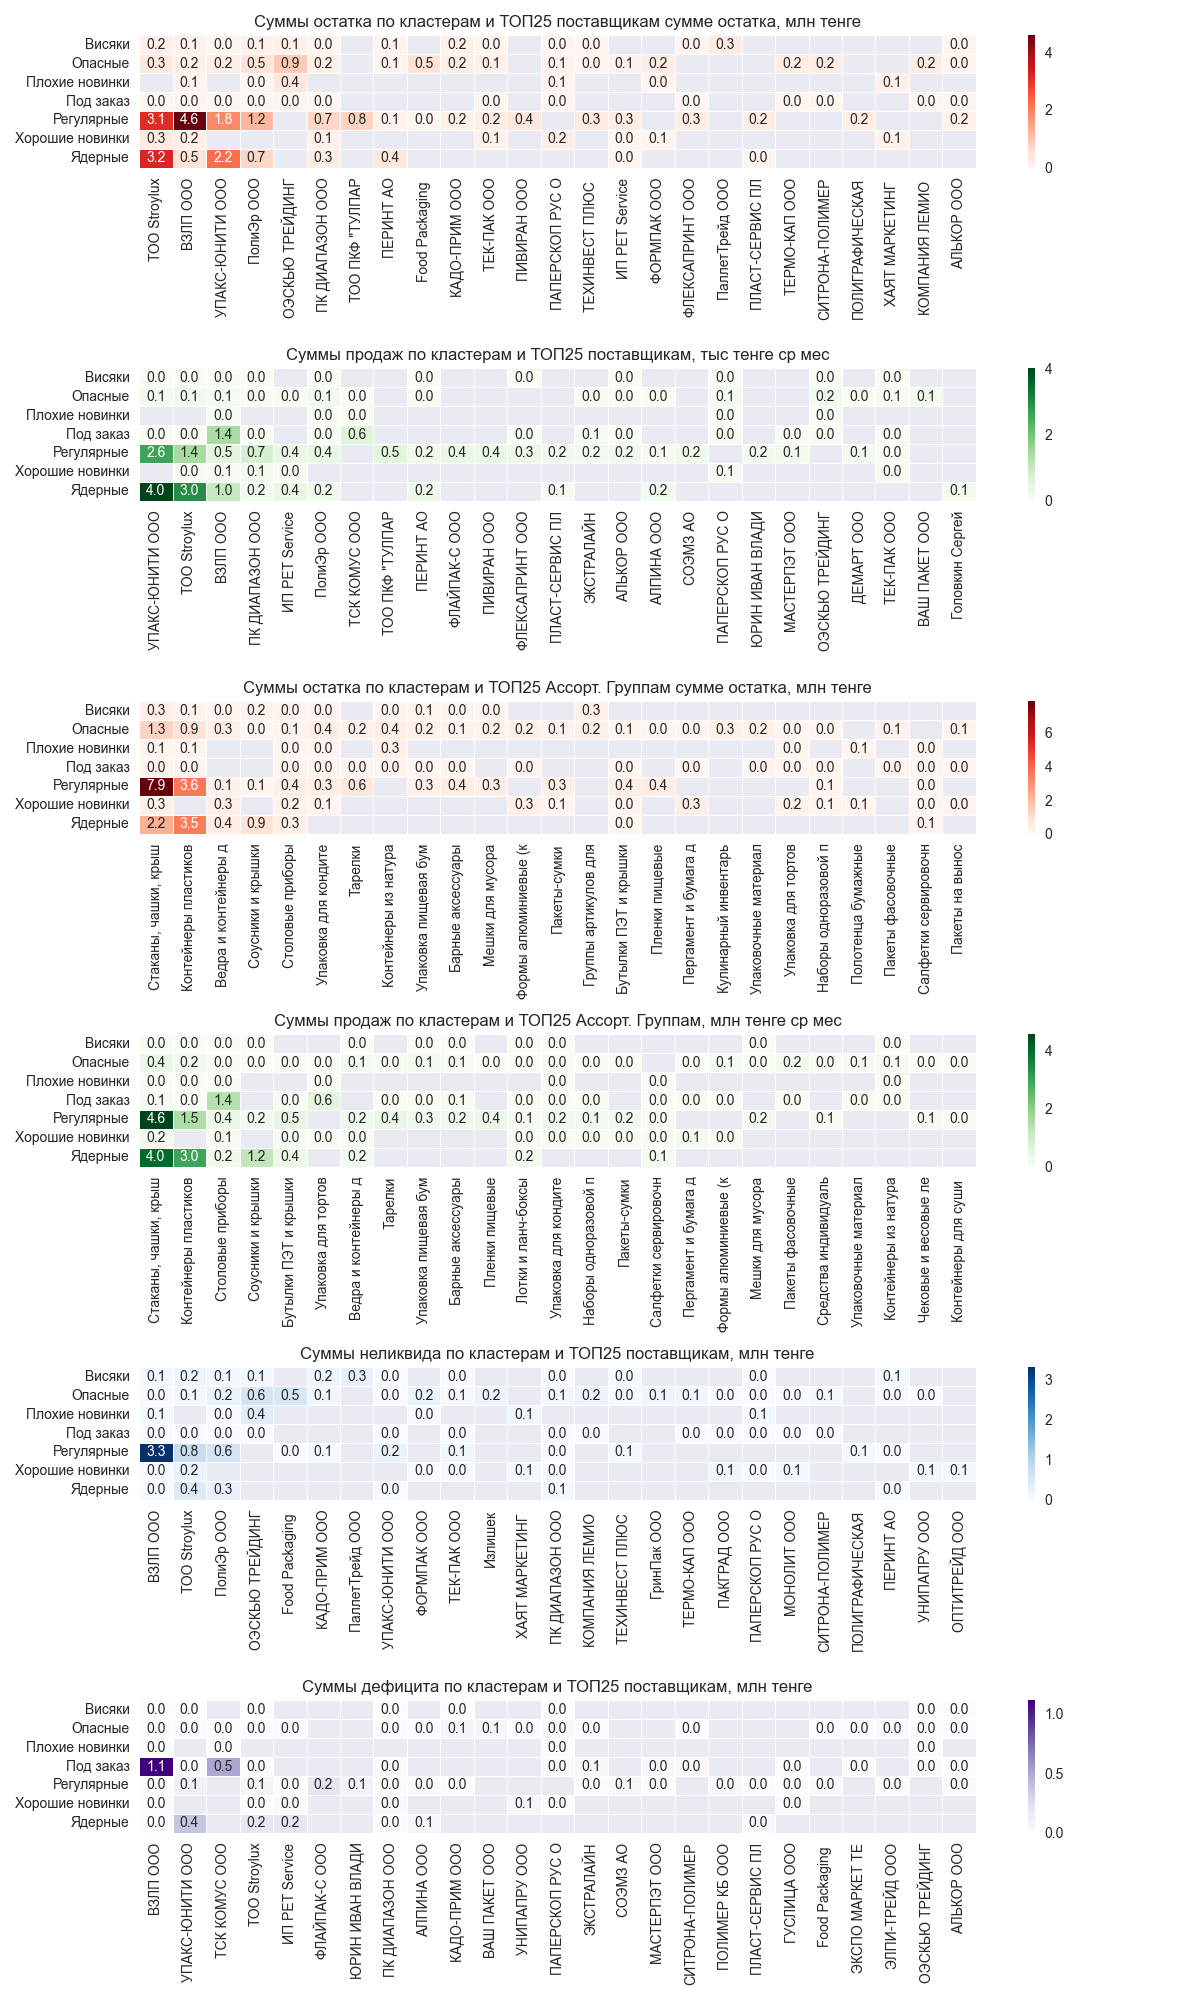 Суммы остатка по кластерам и ТОП25 поставщикам сумме остатка, млн тенге
Висяки 0.2 0.1 0.0 0.1 0.1 0.0 0.1 0.2 0.0 0.0 0.0 0.0 0.3 0.0
Опасные 0.3 0.2 0.2 0.5 0.9 0.2 0.1 0.5 0.2 0.1 0.1 0.0 0.1 0.2 0.2 0.2 0.2 0.0
Плохие новинки 0.1 0.0 0.4 0.1 0.0 0.1
Под заказ 0.0 0.0 0.0 0.0 0.0 0.0 0.0 0.0 0.0 0.0 0.0 0.0 0.0
Регулярные 3.1 4.6 1.8 1.2 0.7 0.8 0.1 0.0 0.2 0.2 0.4 0.3 0.3 0.3 0.2 0.2 0.2
Хорошие новинки 0.3 0.2 0.1 0.1 0.2 0.0 0.1 0.1
Ядерные 3.2 0.5 2.2 0.7 0.3 0.4 0.0 0.0
4
2
0
ТОО Stroylux
ВЗЛП ООО
УПАКС-ЮНИТИ ООО
ПолиЭр ООО
ОЭСКЬЮ ТРЕЙДИНГ
ПК ДИАПАЗОН ООО
ТОО ПКФ "ТУЛПАР
ПЕРИНТ АО
Food Packaging
КАДО-ПРИМ ООО
ТЕК-ПАК ООО
ПИВИРАН ООО
ПАПЕРСКОП РУС О
ТЕХИНВЕСТ ПЛЮС
ИП PET Service
ФОРМПАК ООО
ФЛЕКСАПРИНТ ООО
ПаллетТрейд ООО
ПЛАСТ-СЕРВИС ПЛ
ТЕРМО-КАП ООО
СИТРОНА-ПОЛИМЕР
ПОЛИГРАФИЧЕСКАЯ
ХАЯТ МАРКЕТИНГ
КОМПАНИЯ ЛЕМИО
АЛЬКОР ООО
Суммы продаж по кластерам и ТОП25 поставщикам, тыс тенге ср мес
Висяки 0.0 0.0 0.0 0.0 0.0 0.0 0.0 0.0 0.0 0.0 0.0
Опасные 0.1 0.1 0.1 0.0 0.0 0.1 0.0 0.0 0.0 0.0 0.0 0.1 0.2 0.0 0.1 0.1
Плохие новинки 0.0 0.0 0.0 0.0 0.0
Под заказ 0.0 0.0 1.4 0.0 0.0 0.6 0.0 0.1 0.0 0.0 0.0 0.0 0.0
Регулярные 2.6 1.4 0.5 0.7 0.4 0.4 0.5 0.2 0.4 0.4 0.3 0.2 0.2 0.2 0.1 0.2 0.2 0.1 0.1 0.0
Хорошие новинки 0.0 0.1 0.1 0.0 0.1 0.0
Ядерные 4.0 3.0 1.0 0.2 0.4 0.2 0.2 0.1 0.2 0.1
4
2
0
УПАКС-ЮНИТИ ООО
ТОО Stroylux
ВЗЛП ООО
ПК ДИАПАЗОН ООО
ИП PET Service
ПолиЭр ООО
ТСК КОМУС ООО
ТОО ПКФ "ТУЛПАР
ПЕРИНТ АО
ФЛАЙПАК-С ООО
ПИВИРАН ООО
ФЛЕКСАПРИНТ ООО
ПЛАСТ-СЕРВИС ПЛ
ЭКСТРАЛАЙН
АЛЬКОР ООО
АЛПИНА ООО
СОЭМЗ АО
ПАПЕРСКОП РУС О
ЮРИН ИВАН ВЛАДИ
МАСТЕРПЭТ ООО
ОЭСКЬЮ ТРЕЙДИНГ
ДЕМАРТ ООО
ТЕК-ПАК ООО
ВАШ ПАКЕТ ООО
Головкин Сергей
Суммы остатка по кластерам и ТОП25 Ассорт. Группам сумме остатка, млн тенге
Висяки 0.3 0.1 0.0 0.2 0.0 0.0 0.0 0.1 0.0 0.0 0.3
Опасные 1.3 0.9 0.3 0.0 0.1 0.4 0.2 0.4 0.2 0.1 0.2 0.2 0.1 0.2 0.1 0.0 0.0 0.3 0.2 0.0 0.0 0.1 0.1
Плохие новинки 0.1 0.1 0.0 0.0 0.3 0.0 0.1 0.0
Под заказ 0.0 0.0 0.0 0.0 0.0 0.0 0.0 0.0 0.0 0.0 0.0 0.0 0.0 0.0 0.0 0.0 0.0
Регулярные 7.9 3.6 0.1 0.1 0.4 0.3 0.6 0.3 0.4 0.3 0.3 0.4 0.4 0.1 0.0
Хорошие новинки 0.3 0.3 0.2 0.1 0.3 0.1 0.0 0.3 0.2 0.1 0.1 0.0 0.0
Ядерные 2.2 3.5 0.4 0.9 0.3 0.0 0.1
6
4
2
0
Стаканы, чашки, крыш
Контейнеры пластиков
Ведра и контейнеры д
Соусники и крышки
Столовые приборы
Упаковка для кондите
Тарелки
Контейнеры из натура
Упаковка пищевая бум
Барные аксессуары
Мешки для мусора
Формы алюминиевые (к
Пакеты-сумки
Группы артикулов для
Бутылки ПЭТ и крышки
Пленки пищевые
Пергамент и бумага д
Кулинарный инвентарь
Упаковочные материал
Упаковка для тортов
Наборы одноразовой п
Полотенца бумажные
Пакеты фасовочные
Салфетки сервировочн
Пакеты на вынос
Суммы продаж по кластерам и ТОП25 Ассорт. Группам, млн тенге ср мес
Висяки 0.0 0.0 0.0 0.0 0.0 0.0 0.0 0.0 0.0 0.0 0.0
Опасные 0.4 0.2 0.0 0.0 0.0 0.0 0.1 0.0 0.1 0.1 0.0 0.0 0.0 0.0 0.0 0.0 0.1 0.0 0.2 0.0 0.1 0.1 0.0 0.0
Плохие новинки 0.0 0.0 0.0 0.0 0.0 0.0 0.0
Под заказ 0.1 0.0 1.4 0.0 0.6 0.0 0.0 0.1 0.0 0.0 0.0 0.0 0.0 0.0 0.0 0.0 0.0 0.0
Регулярные 4.6 1.5 0.4 0.2 0.5 0.2 0.4 0.3 0.2 0.4 0.1 0.2 0.1 0.2 0.0 0.2 0.1 0.1 0.0
Хорошие новинки 0.2 0.1 0.0 0.0 0.0 0.0 0.0 0.0 0.0 0.0 0.1 0.0
Ядерные 4.0 3.0 0.2 1.2 0.4 0.2 0.2 0.1
4
2
0
Стаканы, чашки, крыш
Контейнеры пластиков
Столовые приборы
Соусники и крышки
Бутылки ПЭТ и крышки
Упаковка для тортов
Ведра и контейнеры д
Тарелки
Упаковка пищевая бум
Барные аксессуары
Пленки пищевые
Лотки и ланч-боксы
Упаковка для кондите
Наборы одноразовой п
Пакеты-сумки
Салфетки сервировочн
Пергамент и бумага д
Формы алюминиевые (к
Мешки для мусора
Пакеты фасовочные
Средства индивидуаль
Упаковочные материал
Контейнеры из натура
Чековые и весовые ле
Контейнеры для суши
Суммы неликвида по кластерам и ТОП25 поставщикам, млн тенге
Висяки 0.1 0.2 0.1 0.1 0.2 0.3 0.0 0.0 0.0 0.0 0.0 0.1
Опасные 0.0 0.1 0.2 0.6 0.5 0.1 0.0 0.2 0.1 0.2 0.1 0.2 0.0 0.1 0.1 0.0 0.0 0.0 0.1 0.0 0.0
Плохие новинки 0.1 0.0 0.4 0.0 0.1 0.1
Под заказ 0.0 0.0 0.0 0.0 0.0 0.0 0.0 0.0 0.0 0.0 0.0 0.0 0.0
Регулярные 3.3 0.8 0.6 0.0 0.1 0.2 0.1 0.0 0.1 0.1 0.0
Хорошие новинки 0.0 0.2 0.0 0.0 0.1 0.0 0.1 0.0 0.1 0.1 0.1
Ядерные 0.0 0.4 0.3 0.0 0.1 0.0
3
2
1
0
ВЗЛП ООО
ТОО Stroylux
ПолиЭр ООО
ОЭСКЬЮ ТРЕЙДИНГ
Food Packaging
КАДО-ПРИМ ООО
ПаллетТрейд ООО
УПАКС-ЮНИТИ ООО
ФОРМПАК ООО
ТЕК-ПАК ООО
Излишек
ХАЯТ МАРКЕТИНГ
ПК ДИАПАЗОН ООО
КОМПАНИЯ ЛЕМИО
ТЕХИНВЕСТ ПЛЮС
ГринПак ООО
ТЕРМО-КАП ООО
ПАКГРАД ООО
ПАПЕРСКОП РУС О
МОНОЛИТ ООО
СИТРОНА-ПОЛИМЕР
ПОЛИГРАФИЧЕСКАЯ
ПЕРИНТ АО
УНИПАПРУ ООО
ОПТИТРЕЙД ООО
Суммы дефицита по кластерам и ТОП25 поставщикам, млн тенге
Висяки 0.0 0.0 0.0 0.0 0.0 0.0 0.0 0.0
Опасные 0.0 0.0 0.0 0.0 0.0 0.0 0.0 0.1 0.1 0.0 0.0 0.0 0.0 0.0 0.0 0.0 0.0 0.0
Плохие новинки 0.0 0.0 0.0 0.0
Под заказ 1.1 0.0 0.5 0.0 0.0 0.0 0.1 0.0 0.0 0.0 0.0 0.0 0.0
Регулярные 0.0 0.1 0.1 0.0 0.2 0.1 0.0 0.0 0.0 0.0 0.1 0.0 0.0 0.0 0.0 0.0 0.0 0.0
Хорошие новинки 0.0 0.0 0.0 0.0 0.1 0.0 0.0
Ядерные 0.0 0.4 0.2 0.2 0.0 0.1 0.0
1.0
0.5
0.0
ВЗЛП ООО
УПАКС-ЮНИТИ ООО
ТСК КОМУС ООО
ТОО Stroylux
ИП PET Service
ФЛАЙПАК-С ООО
ЮРИН ИВАН ВЛАДИ
ПК ДИАПАЗОН ООО
АЛПИНА ООО
КАДО-ПРИМ ООО
ВАШ ПАКЕТ ООО
УНИПАПРУ ООО
ПАПЕРСКОП РУС О
ЭКСТРАЛАЙН
СОЭМЗ АО
МАСТЕРПЭТ ООО
СИТРОНА-ПОЛИМЕР
ПОЛИМЕР КБ ООО
ПЛАСТ-СЕРВИС ПЛ
ГУСЛИЦА ООО
Food Packaging
ЭКСПО МАРКЕТ ТЕ
ЭЛПИ-ТРЕЙД ООО
ОЭСКЬЮ ТРЕЙДИНГ
АЛЬКОР ООО